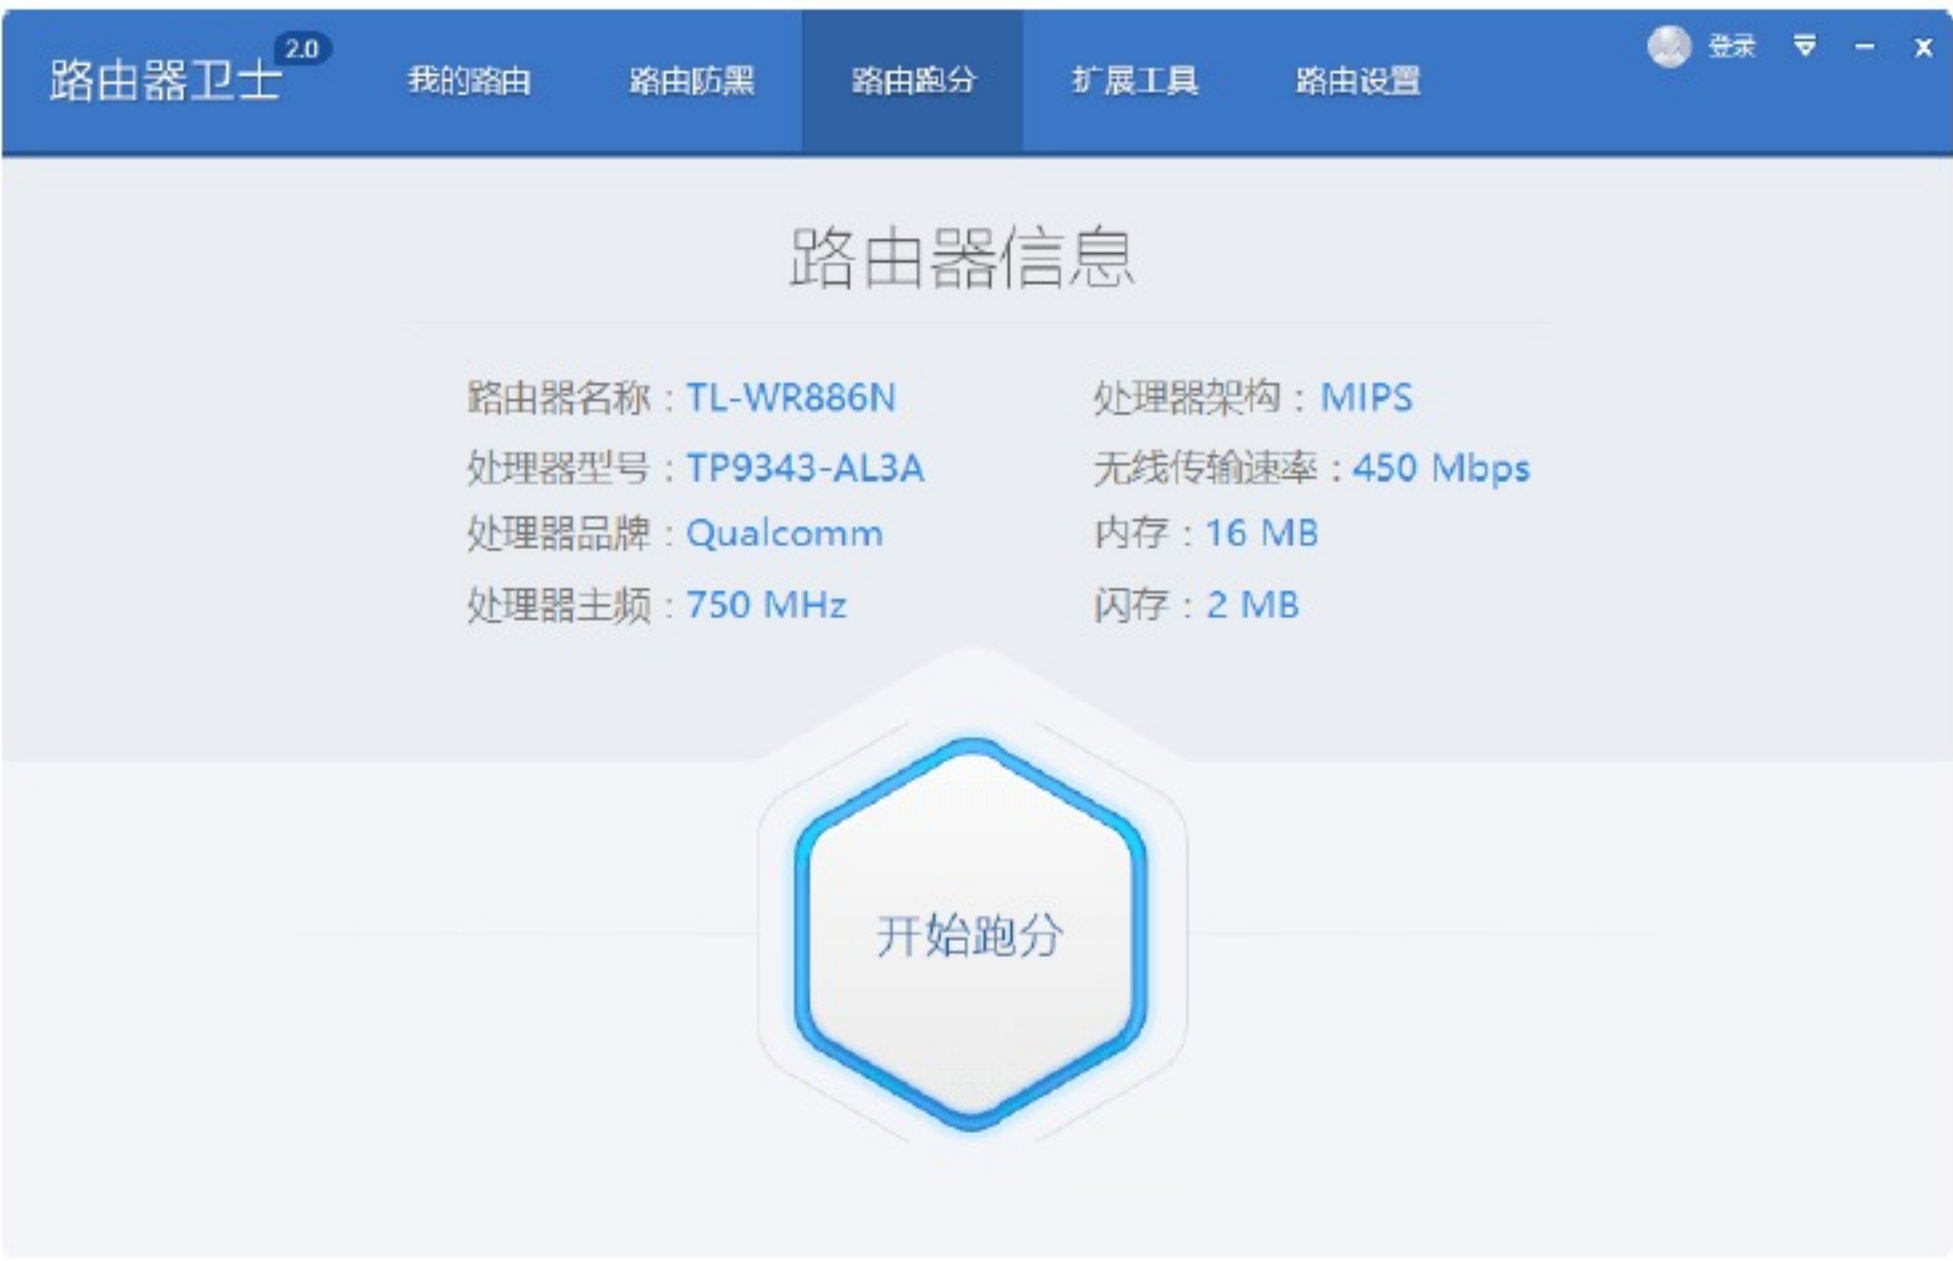 路由器卫士 2.0 我的路由 路由防黑 路由跑分 扩展工具 路由设置 登录
路由器信息
路由器名称：TL-WR886N 处理器架构：MIPS
处理器型号：TP9343-AL3A 无线传输速率：450 Mbps
处理器品牌：Qualcomm 内存：16 MB
处理器主频：750 MHz 闪存：2 MB
开始跑分